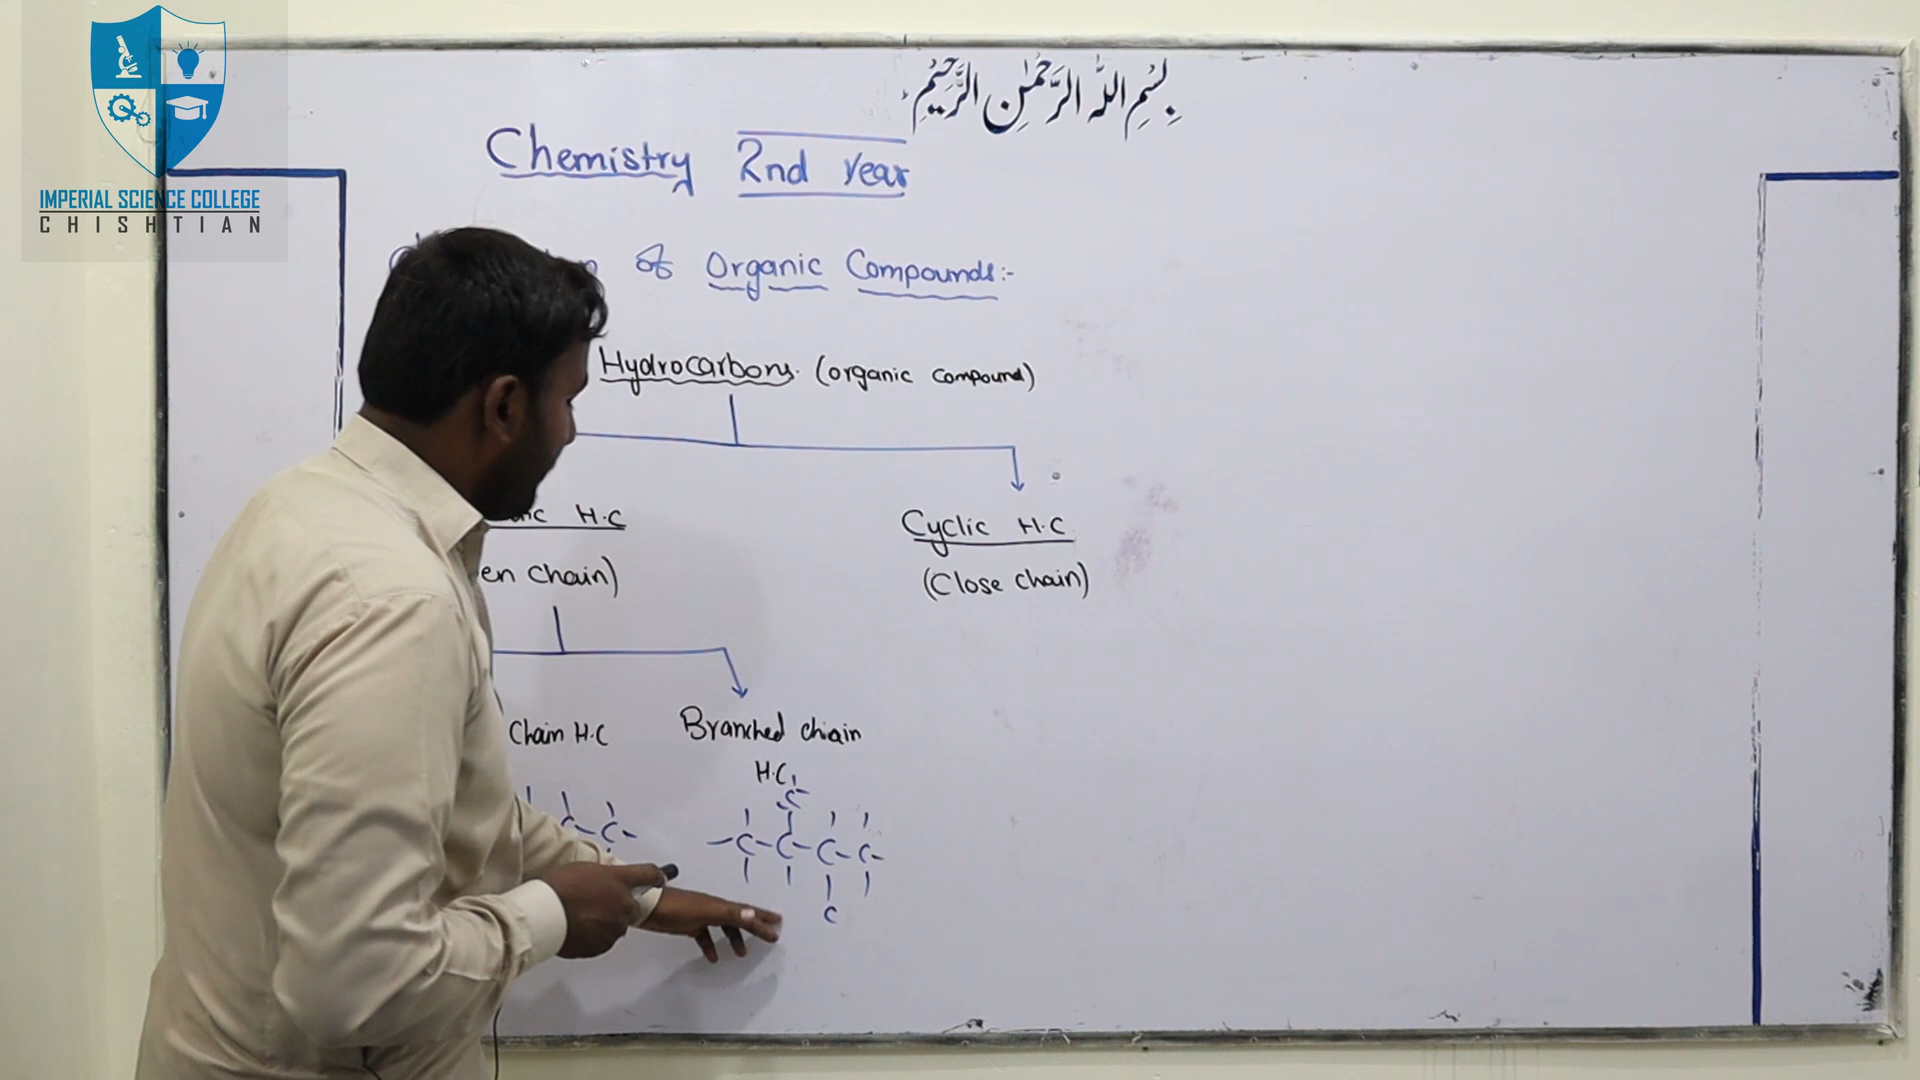 IMPERIAL SCIENCE COLLEGE
CHISHTIAN
بِسْمِ اللہِ الرَّحْمٰنِ الرَّحِيْمِ
Chemistry 2nd Year
of Organic Compounds:-
Hydrocarbons. (organic compound)
H.C
Cyclic H.C
en Chain)
(Close chain)
Chain H.C
Branched chain
H.C
C
C-C-
-C-C-C-C-
C